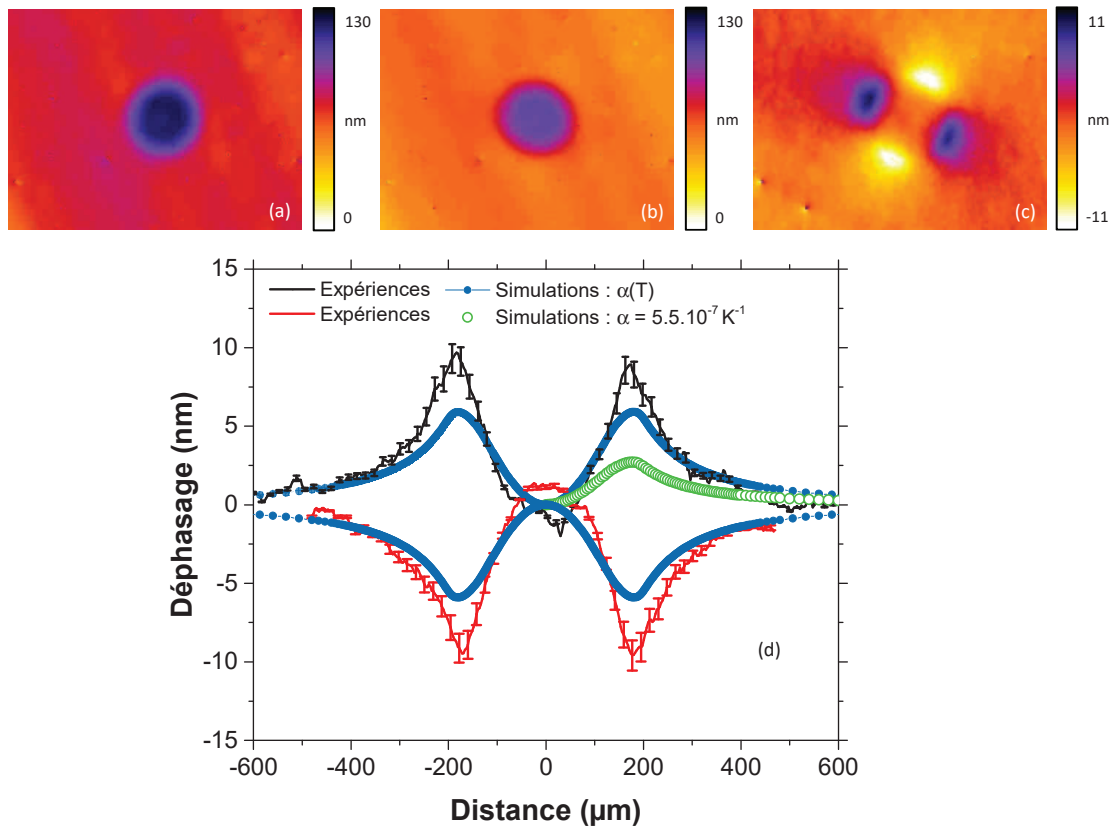 130
nm
0
(a)
130
nm
0
(b)
11
nm
-11
(c)
Expériences
Simulations : α(T)
Expériences
Simulations : α = 5.5.10⁻⁷ K⁻¹
15
10
5
0
-5
-10
-15
Déphasage (nm)
(d)
-600 -400 -200 0 200 400 600
Distance (µm)